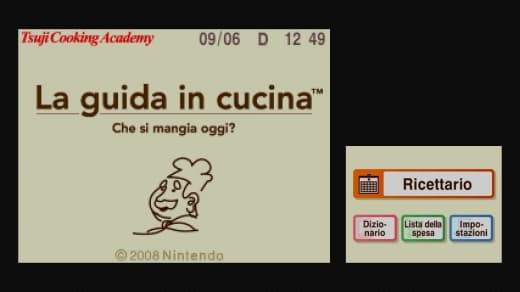 Tsuji Cooking Academy
09/06 D 12 49
La guida in cucina™
Che si mangia oggi?
©2008 Nintendo
Ricettario
Dizio-
nario
Lista della
spesa
Impo-
stazioni